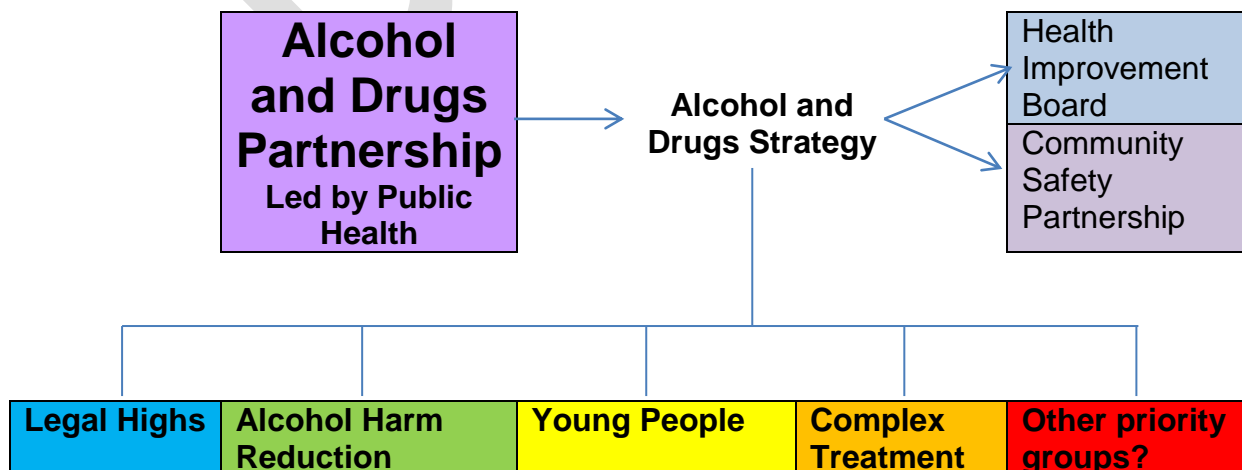 Alcohol
and Drugs
Partnership
Led by Public
Health
Alcohol and
Drugs Strategy
Health
Improvement
Board
Community
Safety
Partnership
Legal Highs
Alcohol Harm
Reduction
Young People
Complex
Treatment
Other priority
groups?